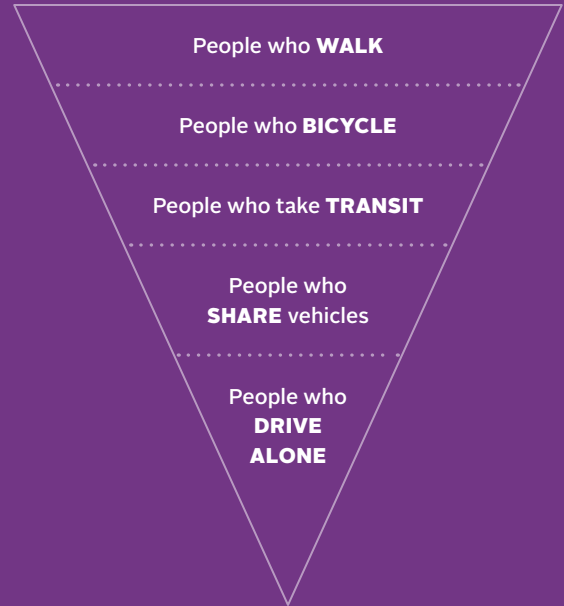 People who WALK
People who BICYCLE
People who take TRANSIT
People who
SHARE vehicles
People who
DRIVE
ALONE